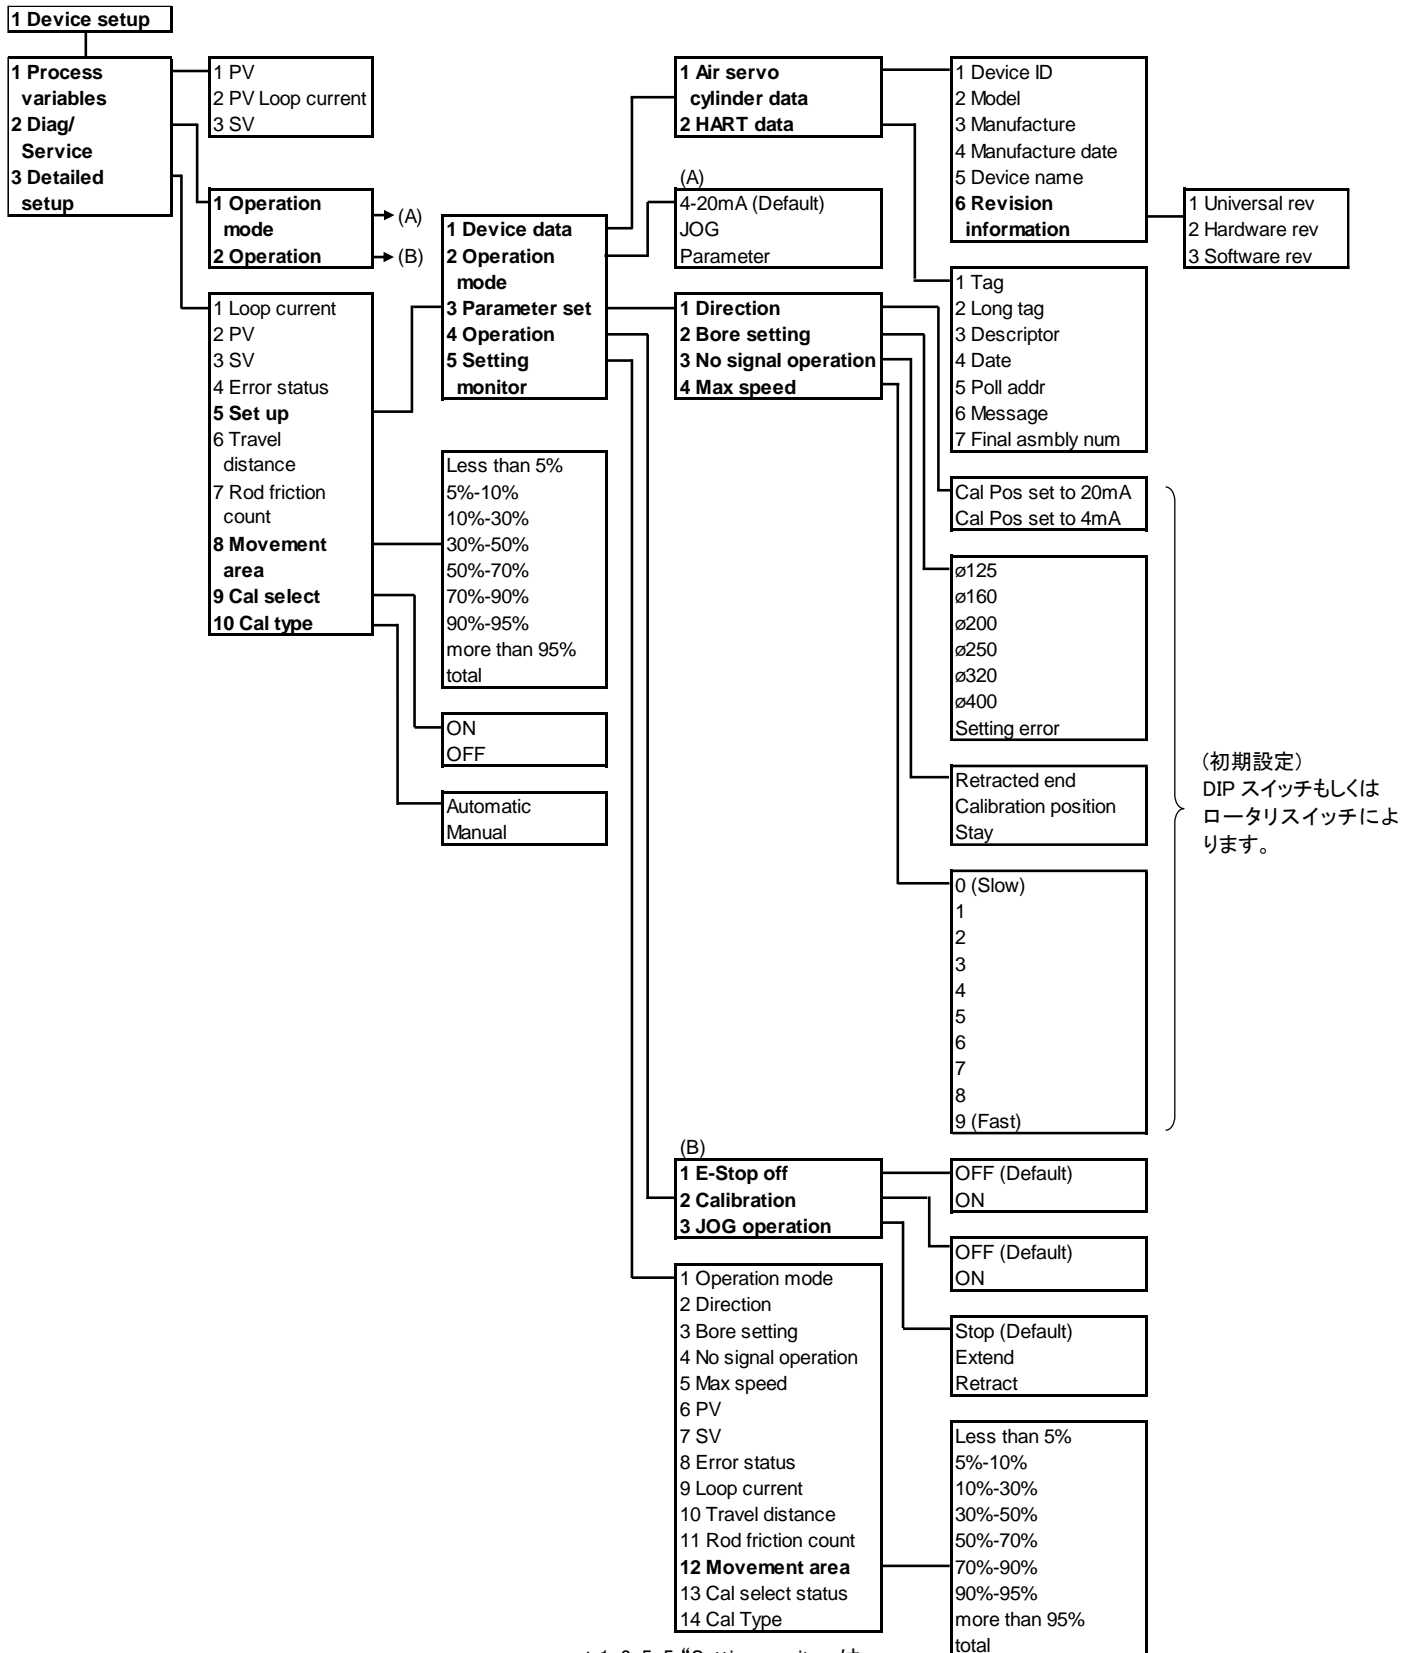 1 Device setup
1 Process
variables
2 Diag/
Service
3 Detailed
setup
1 PV
2 PV Loop current
3 SV
1 Operation
mode
2 Operation
(A)
(B)
1 Loop current
2 PV
3 SV
4 Error status
5 Set up
6 Travel
distance
7 Rod friction
count
8 Movement
area
9 Cal select
10 Cal type
1 Device data
2 Operation
mode
3 Parameter set
4 Operation
5 Setting
monitor
Less than 5%
5%-10%
10%-30%
30%-50%
50%-70%
70%-90%
90%-95%
more than 95%
total
ON
OFF
Automatic
Manual
1 Air servo
cylinder data
2 HART data
(A)
4-20mA (Default)
JOG
Parameter
1 Direction
2 Bore setting
3 No signal operation
4 Max speed
(B)
1 E-Stop off
2 Calibration
3 JOG operation
1 Operation mode
2 Direction
3 Bore setting
4 No signal operation
5 Max speed
6 PV
7 SV
8 Error status
9 Loop current
10 Travel distance
11 Rod friction count
12 Movement area
13 Cal select status
14 Cal Type
1 Device ID
2 Model
3 Manufacture
4 Manufacture date
5 Device name
6 Revision
information
1 Universal rev
2 Hardware rev
3 Software rev
1 Tag
2 Long tag
3 Descriptor
4 Date
5 Poll addr
6 Message
7 Final asmbly num
Cal Pos set to 20mA
Cal Pos set to 4mA
ø125
ø160
ø200
ø250
ø320
ø400
Setting error
Retracted end
Calibration position
Stay
0 (Slow)
1
2
3
4
5
6
7
8
9 (Fast)
(初期設定)
DIP スイッチもしくは
ロータリスイッチによ
ります。
OFF (Default)
ON
OFF (Default)
ON
Stop (Default)
Extend
Retract
Less than 5%
5%-10%
10%-30%
30%-50%
50%-70%
70%-90%
90%-95%
more than 95%
total